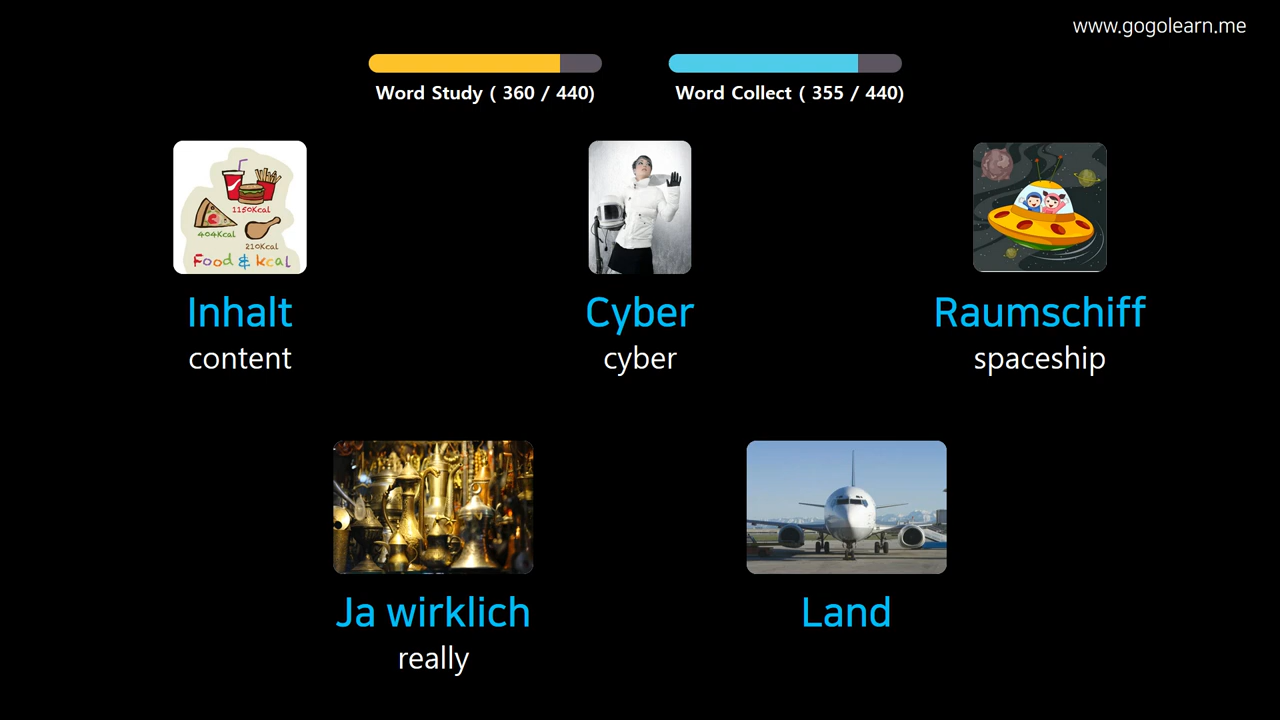 www.gogolearn.me
Word Study ( 360 / 440)
Word Collect ( 355 / 440)
1150Kcal
404Kcal
210Kcal
Food & kcal
Inhalt
content
Cyber
cyber
Raumschiff
spaceship
Ja wirklich
really
Land